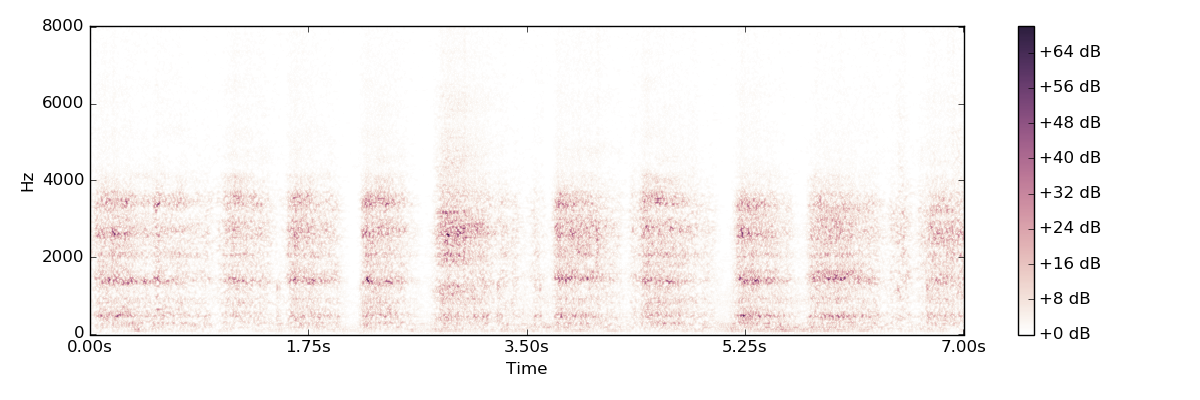 8000
6000
4000
2000
0
Hz
0.00s 1.75s 3.50s 5.25s 7.00s
Time
+64 dB
+56 dB
+48 dB
+40 dB
+32 dB
+24 dB
+16 dB
+8 dB
+0 dB